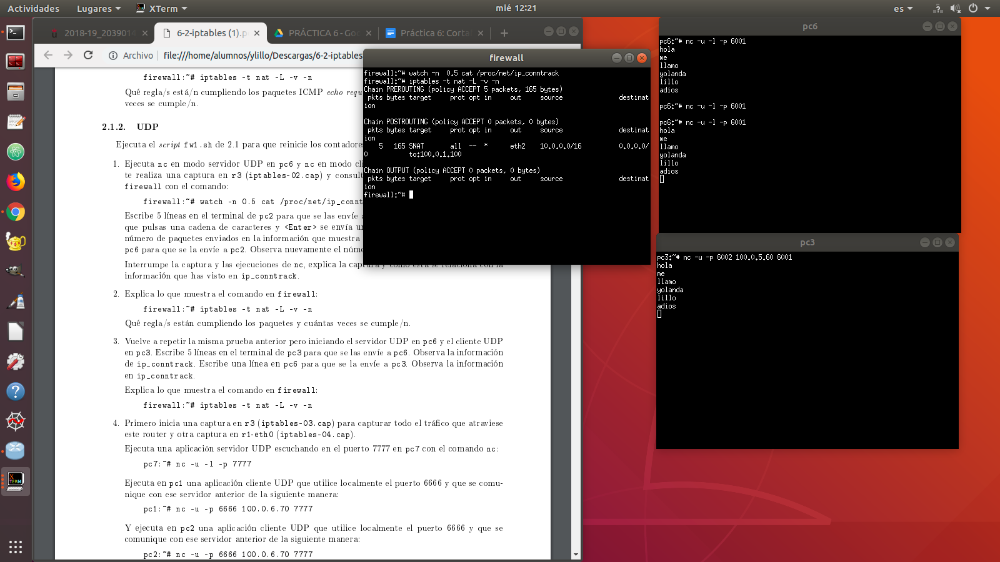 Actividades
Lugares
XTerm
mié 12:21
es
2018-19_203901
6-2-iptables (1).p
PRÁCTICA 6 - Goo
Práctica 6: Corta
Archivo
file:///home/alumnos/ylillo/Descargas/6-2-iptables
firewall:~# iptables -t nat -L -v -n
Qué regla/s está/n cumpliendo los paquetes ICMP echo requ
veces se cumple/n.
2.1.2. UDP
Ejecuta el script fw1.sh de 2.1 para que reinicie los contadores
1. Ejecuta nc en modo servidor UDP en pc6 y nc en modo cli
te realiza una captura en r3 (iptables-02.cap) y consult
firewall con el comando:
firewall:~# watch -n 0.5 cat /proc/net/ip_connt
Escribe 5 líneas en el terminal de pc2 para que se las envíe a
que pulsas una cadena de caracteres y <Enter> se envía un
número de paquetes enviados en la información que muestra
pc6 para que se la envíe a pc2. Observa nuevamente el núme
Interrumpe la captura y las ejecuciones de nc, explica la captura y cómo ésta se relaciona con la
información que has visto en ip_conntrack.
2. Explica lo que muestra el comando en firewall:
firewall:~# iptables -t nat -L -v -n
Qué regla/s están cumpliendo los paquetes y cuántas veces se cumple/n.
3. Vuelve a repetir la misma prueba anterior pero iniciando el servidor UDP en pc6 y el cliente UDP
en pc3. Escribe 5 líneas en el terminal de pc3 para que se las envíe a pc6. Observa la información
de ip_conntrack. Escribe una línea en pc6 para que se la envíe a pc3. Observa la información
en ip_conntrack.
Explica lo que muestra el comando en firewall:
firewall:~# iptables -t nat -L -v -n
4. Primero inicia una captura en r3 (iptables-03.cap) para capturar todo el tráfico que atraviese
este router y otra captura en r1-eth0 (iptables-04.cap).
Ejecuta una aplicación servidor UDP escuchando en el puerto 7777 en pc7 con el comando nc:
pc7:~# nc -u -l -p 7777
Ejecuta en pc1 una aplicación cliente UDP que utilice localmente el puerto 6666 y que se comu-
nique con ese servidor anterior de la siguiente manera:
pc1:~# nc -u -p 6666 100.0.6.70 7777
Y ejecuta en pc2 una aplicación cliente UDP que utilice localmente el puerto 6666 y que se
comunique con ese servidor anterior de la siguiente manera:
pc2:~# nc -u -p 6666 100.0.6.70 7777
firewall
firewall:~# watch -n  0.5 cat /proc/net/ip_conntrack
firewall:~# iptables -t nat -L -v -n
Chain PREROUTING (policy ACCEPT 5 packets, 165 bytes)
pkts bytes target     prot opt in     out     source               destinat
ion
Chain POSTROUTING (policy ACCEPT 0 packets, 0 bytes)
pkts bytes target     prot opt in     out     source               destinat
ion
5   165 SNAT       all  --  *      eth2    10.0.0.0/16          0.0.0.0/
0           to:100.0.1.100
Chain OUTPUT (policy ACCEPT 0 packets, 0 bytes)
pkts bytes target     prot opt in     out     source               destinat
ion
firewall:~#
pc6
pc6:~# nc -u -l -p 6001
hola
me
llamo
yolanda
lillo
adios
pc6:~# nc -u -l -p 6001
pc6:~# nc -u -l -p 6001
hola
me
llamo
yolanda
lillo
adios
pc3
pc3:~# nc -u -p 6002 100.0.5.60 6001
hola
me
llamo
yolanda
lillo
adios
X
TERM